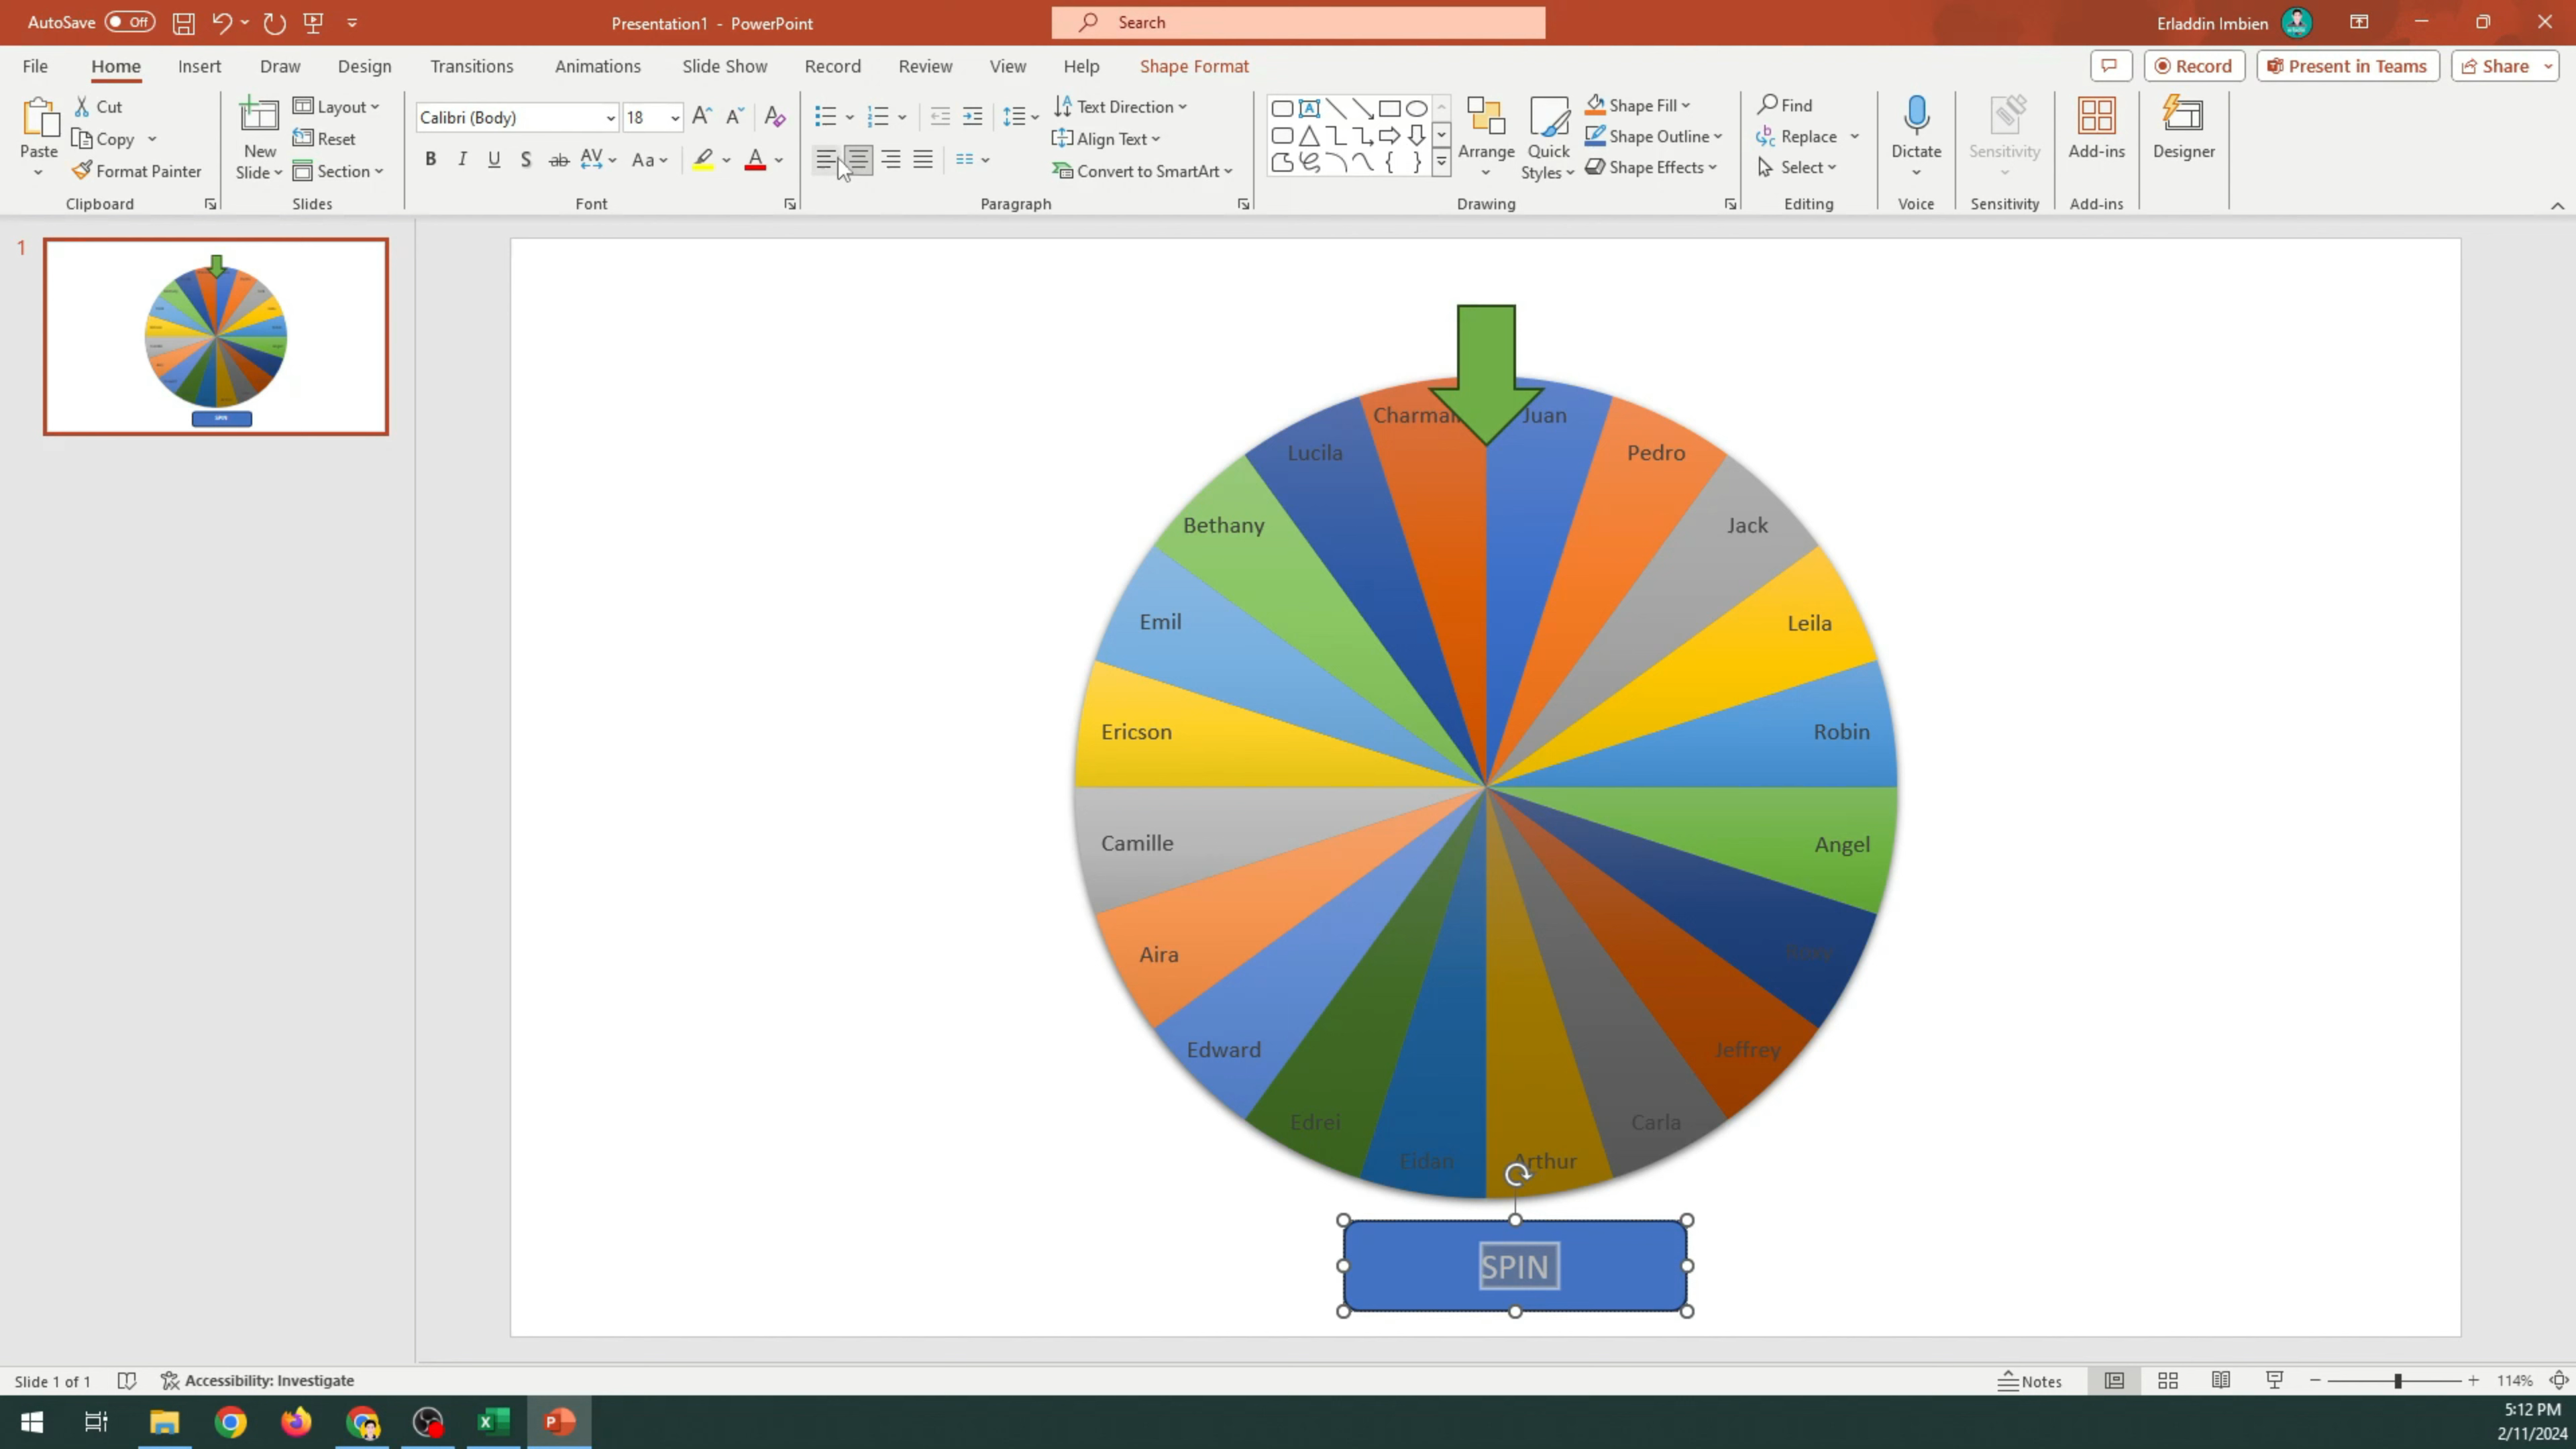 AutoSave Off
Presentation1 - PowerPoint
Search
Erladdin Imbien
File Home Insert Draw Design Transitions Animations Slide Show Record Review View Help Shape Format
Record Present in Teams Share
Paste
Cut
Copy
Format Painter
Clipboard
New Slide
Layout
Reset
Section
Slides
Calibri (Body) 18
Font
Text Direction
Align Text
Convert to SmartArt
Paragraph
Arrange
Quick Styles
Shape Fill
Shape Outline
Shape Effects
Drawing
Find
Replace
Select
Editing
Dictate
Voice
Sensitivity
Sensitivity
Add-ins
Add-ins
Designer
1
SPIN
Charmai
Juan
Lucila
Pedro
Bethany
Jack
Emil
Leila
Ericson
Robin
Camille
Angel
Aira
Edward
Jeffrey
Edrei
Carla
Eidan
Arthur
SPIN
Slide 1 of 1
Accessibility: Investigate
Notes
114%
5:12 PM
2/11/2024